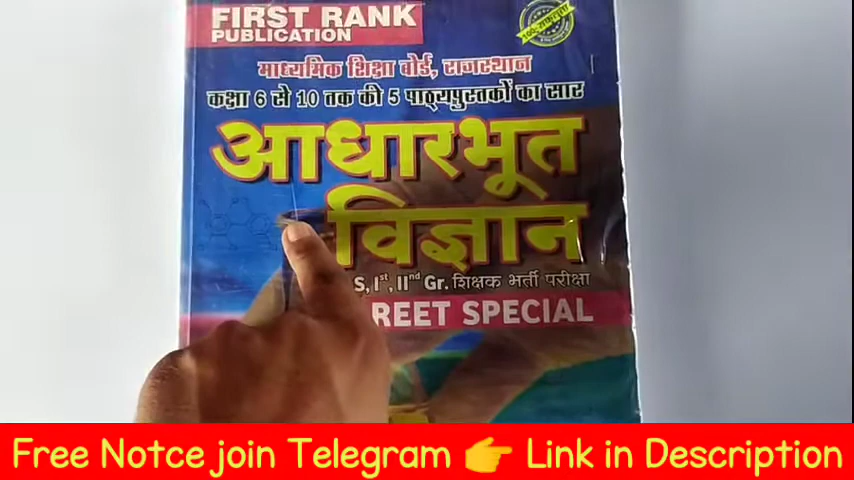 FIRST RANK
PUBLICATION
माध्यमिक शिक्षा बोर्ड, राजस्थान
कक्षा 6 से 10 तक की 5 पाठ्यपुस्तकों का सार
आधारभूत
विज्ञान
S, Ist, IInd Gr. शिक्षक भर्ती परीक्षा
REET SPECIAL
Free Notce join Telegram 👉 Link in Description